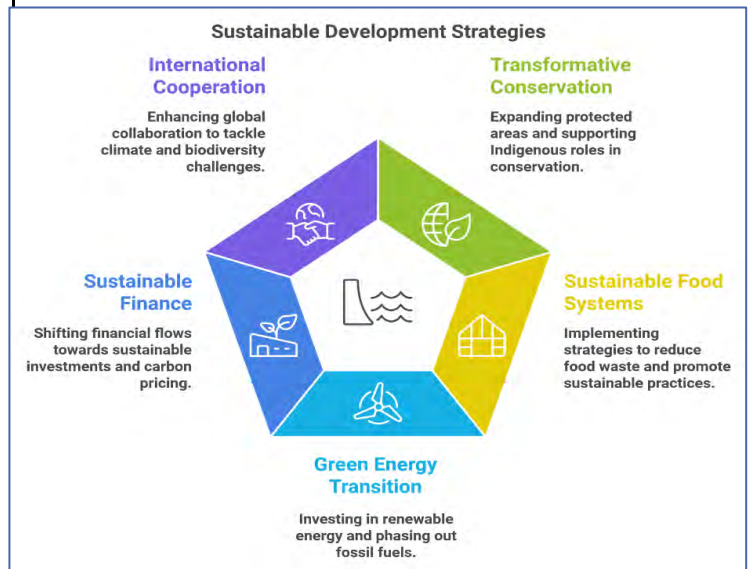 Sustainable Development Strategies
International
Cooperation
Enhancing global
collaboration to tackle
climate and biodiversity
challenges.
Transformative
Conservation
Expanding protected
areas and supporting
Indigenous roles in
conservation.
Sustainable
Finance
Shifting financial flows
towards sustainable
investments and carbon
pricing.
Sustainable Food
Systems
Implementing
strategies to reduce
food waste and promote
sustainable practices.
Green Energy
Transition
Investing in renewable
energy and phasing out
fossil fuels.